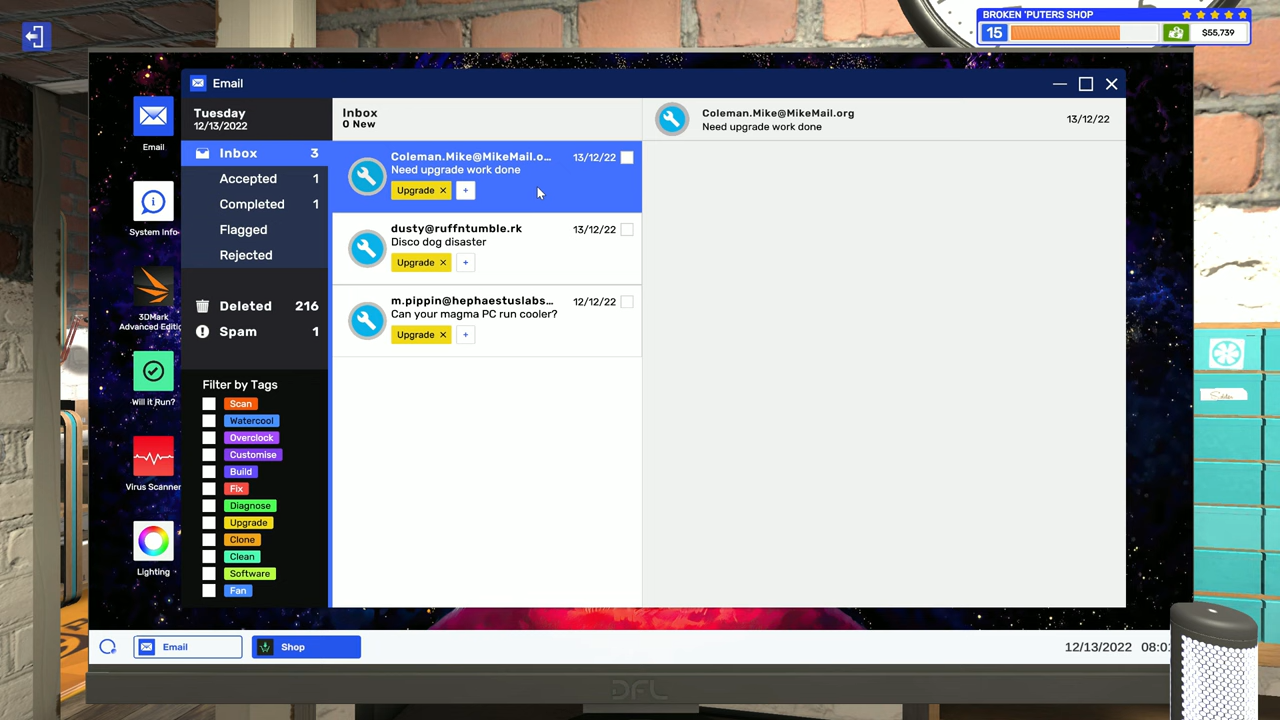 BROKEN 'PUTERS SHOP
15
$55,739
Email
Tuesday
12/13/2022
Inbox 3
Accepted 1
Completed 1
Flagged
Rejected
Deleted 216
Spam 1
Filter by Tags
Scan
Watercool
Overclock
Customise
Build
Fix
Diagnose
Upgrade
Clone
Clean
Software
Fan
Inbox
0 New
Coleman.Mike@MikeMail.o... 13/12/22
Need upgrade work done
Upgrade × +
dusty@ruffntumble.rk 13/12/22
Disco dog disaster
Upgrade × +
m.pippin@hephaestuslabs... 12/12/22
Can your magma PC run cooler?
Upgrade × +
Coleman.Mike@MikeMail.org
Need upgrade work done
13/12/22
Email
System Info
3DMark
Advanced Editi
Will it Run?
Virus Scanner
Lighting
Email
Shop
12/13/2022 08:0
DFL